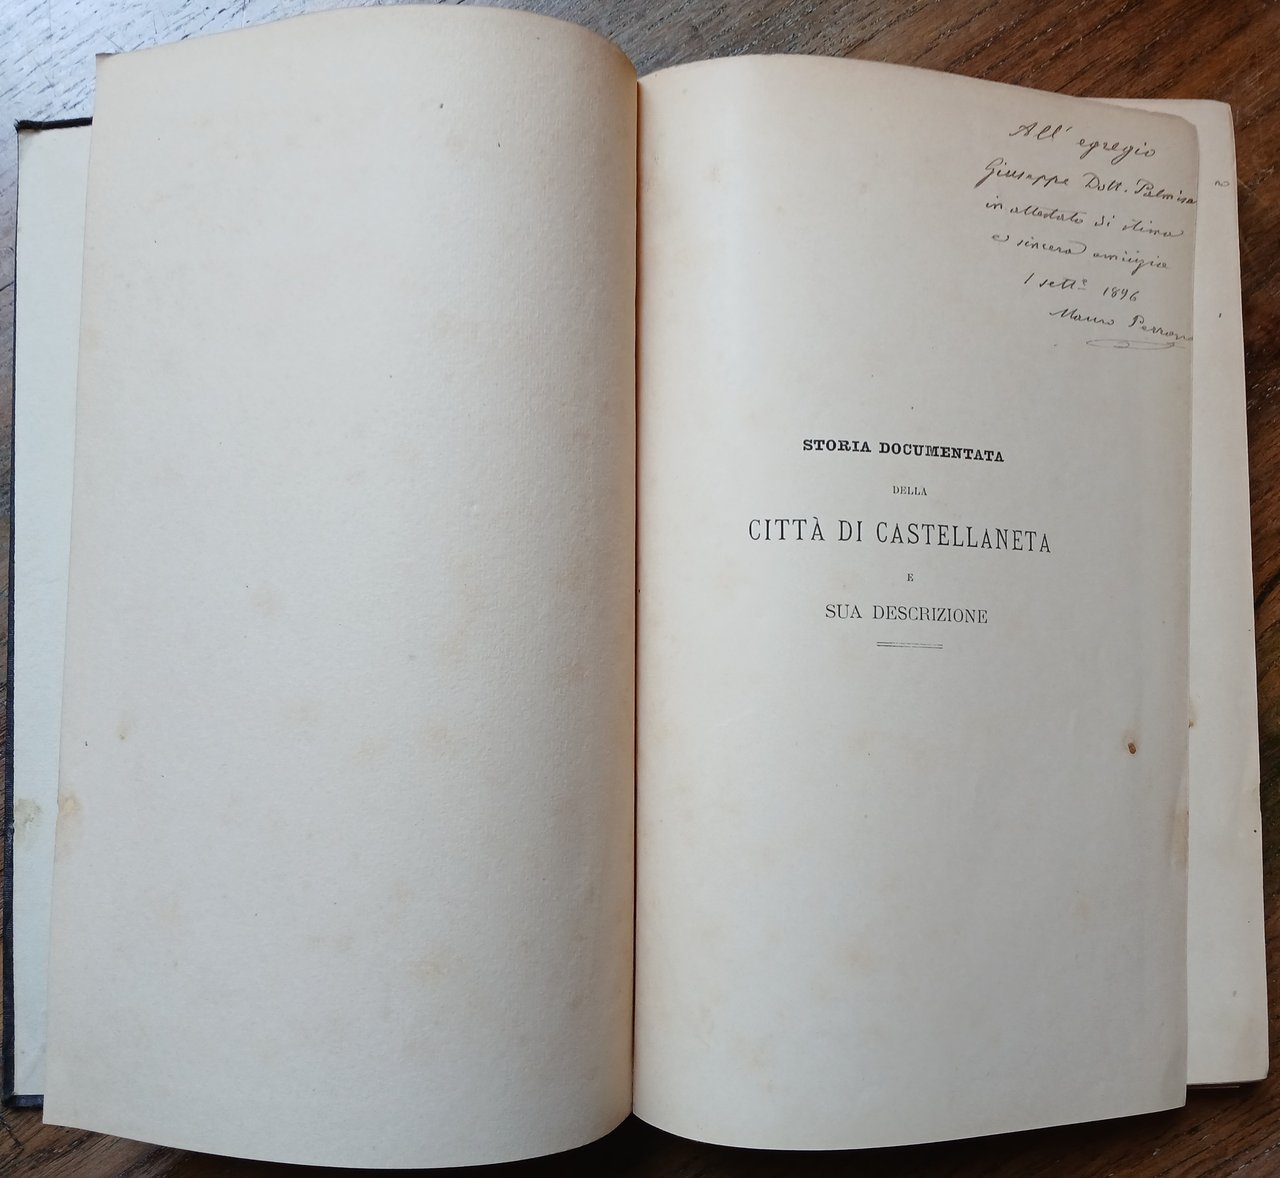 All' egregio
Giuseppe Dott. Palmisa
in attestato di stima
e sincera amicizia
1 sett.e 1896
Mauro Perrone
STORIA DOCUMENTATA
DELLA
CITTÀ DI CASTELLANETA
E
SUA DESCRIZIONE